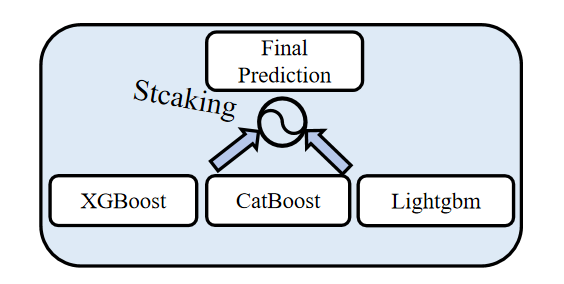 Final
Prediction
Stcaking
XGBoost
CatBoost
Lightgbm